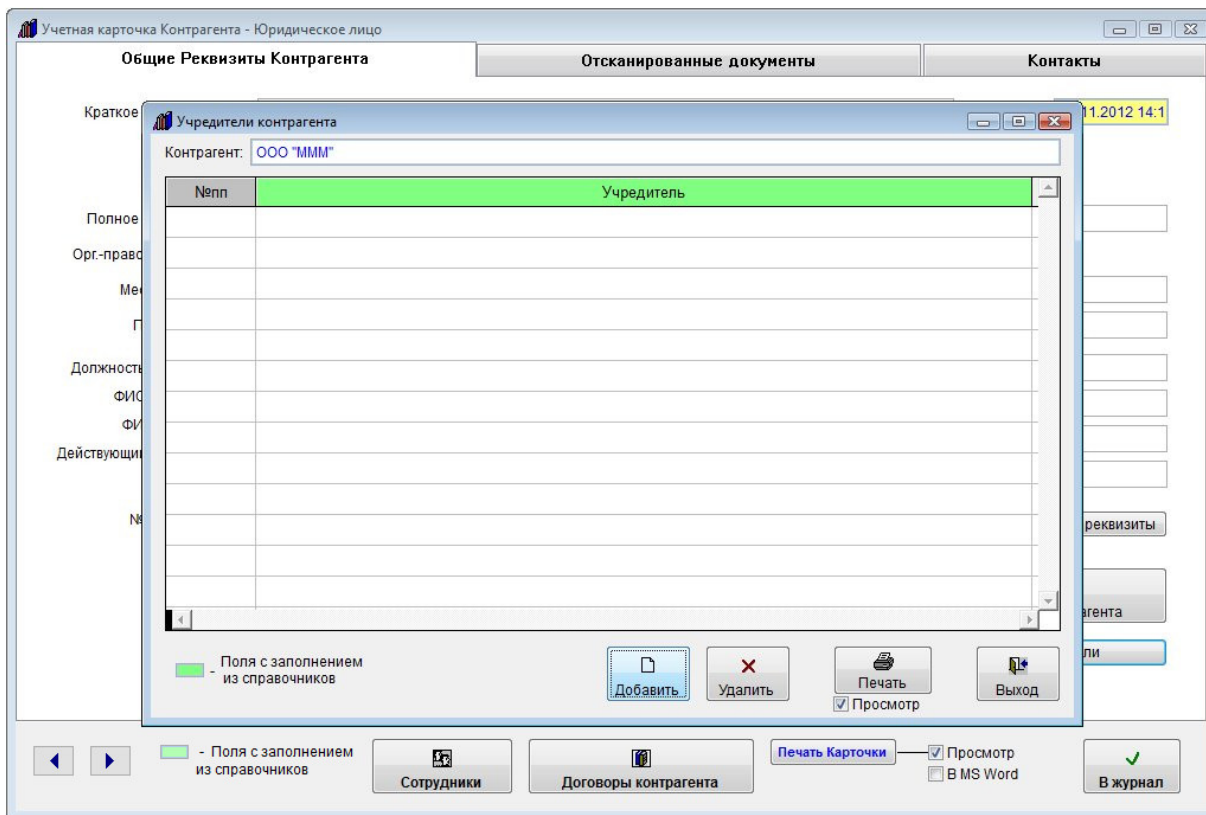 Учетная карточка Контрагента - Юридическое лицо
Общие Реквизиты Контрагента
Отсканированные документы
Контакты
Краткое
11.2012 14:1
Учредители контрагента
Контрагент: ООО "МММ"
№пп
Учредитель
Полное
Орг.-право
Мес
П
Должность
ФИО
ФИ
Действующи
№
реквизиты
агента
ли
- Поля с заполнением
из справочников
Добавить
Удалить
Печать
Просмотр
Выход
- Поля с заполнением
из справочников
Сотрудники
Договоры контрагента
Печать Карточки
Просмотр
В MS Word
В журнал